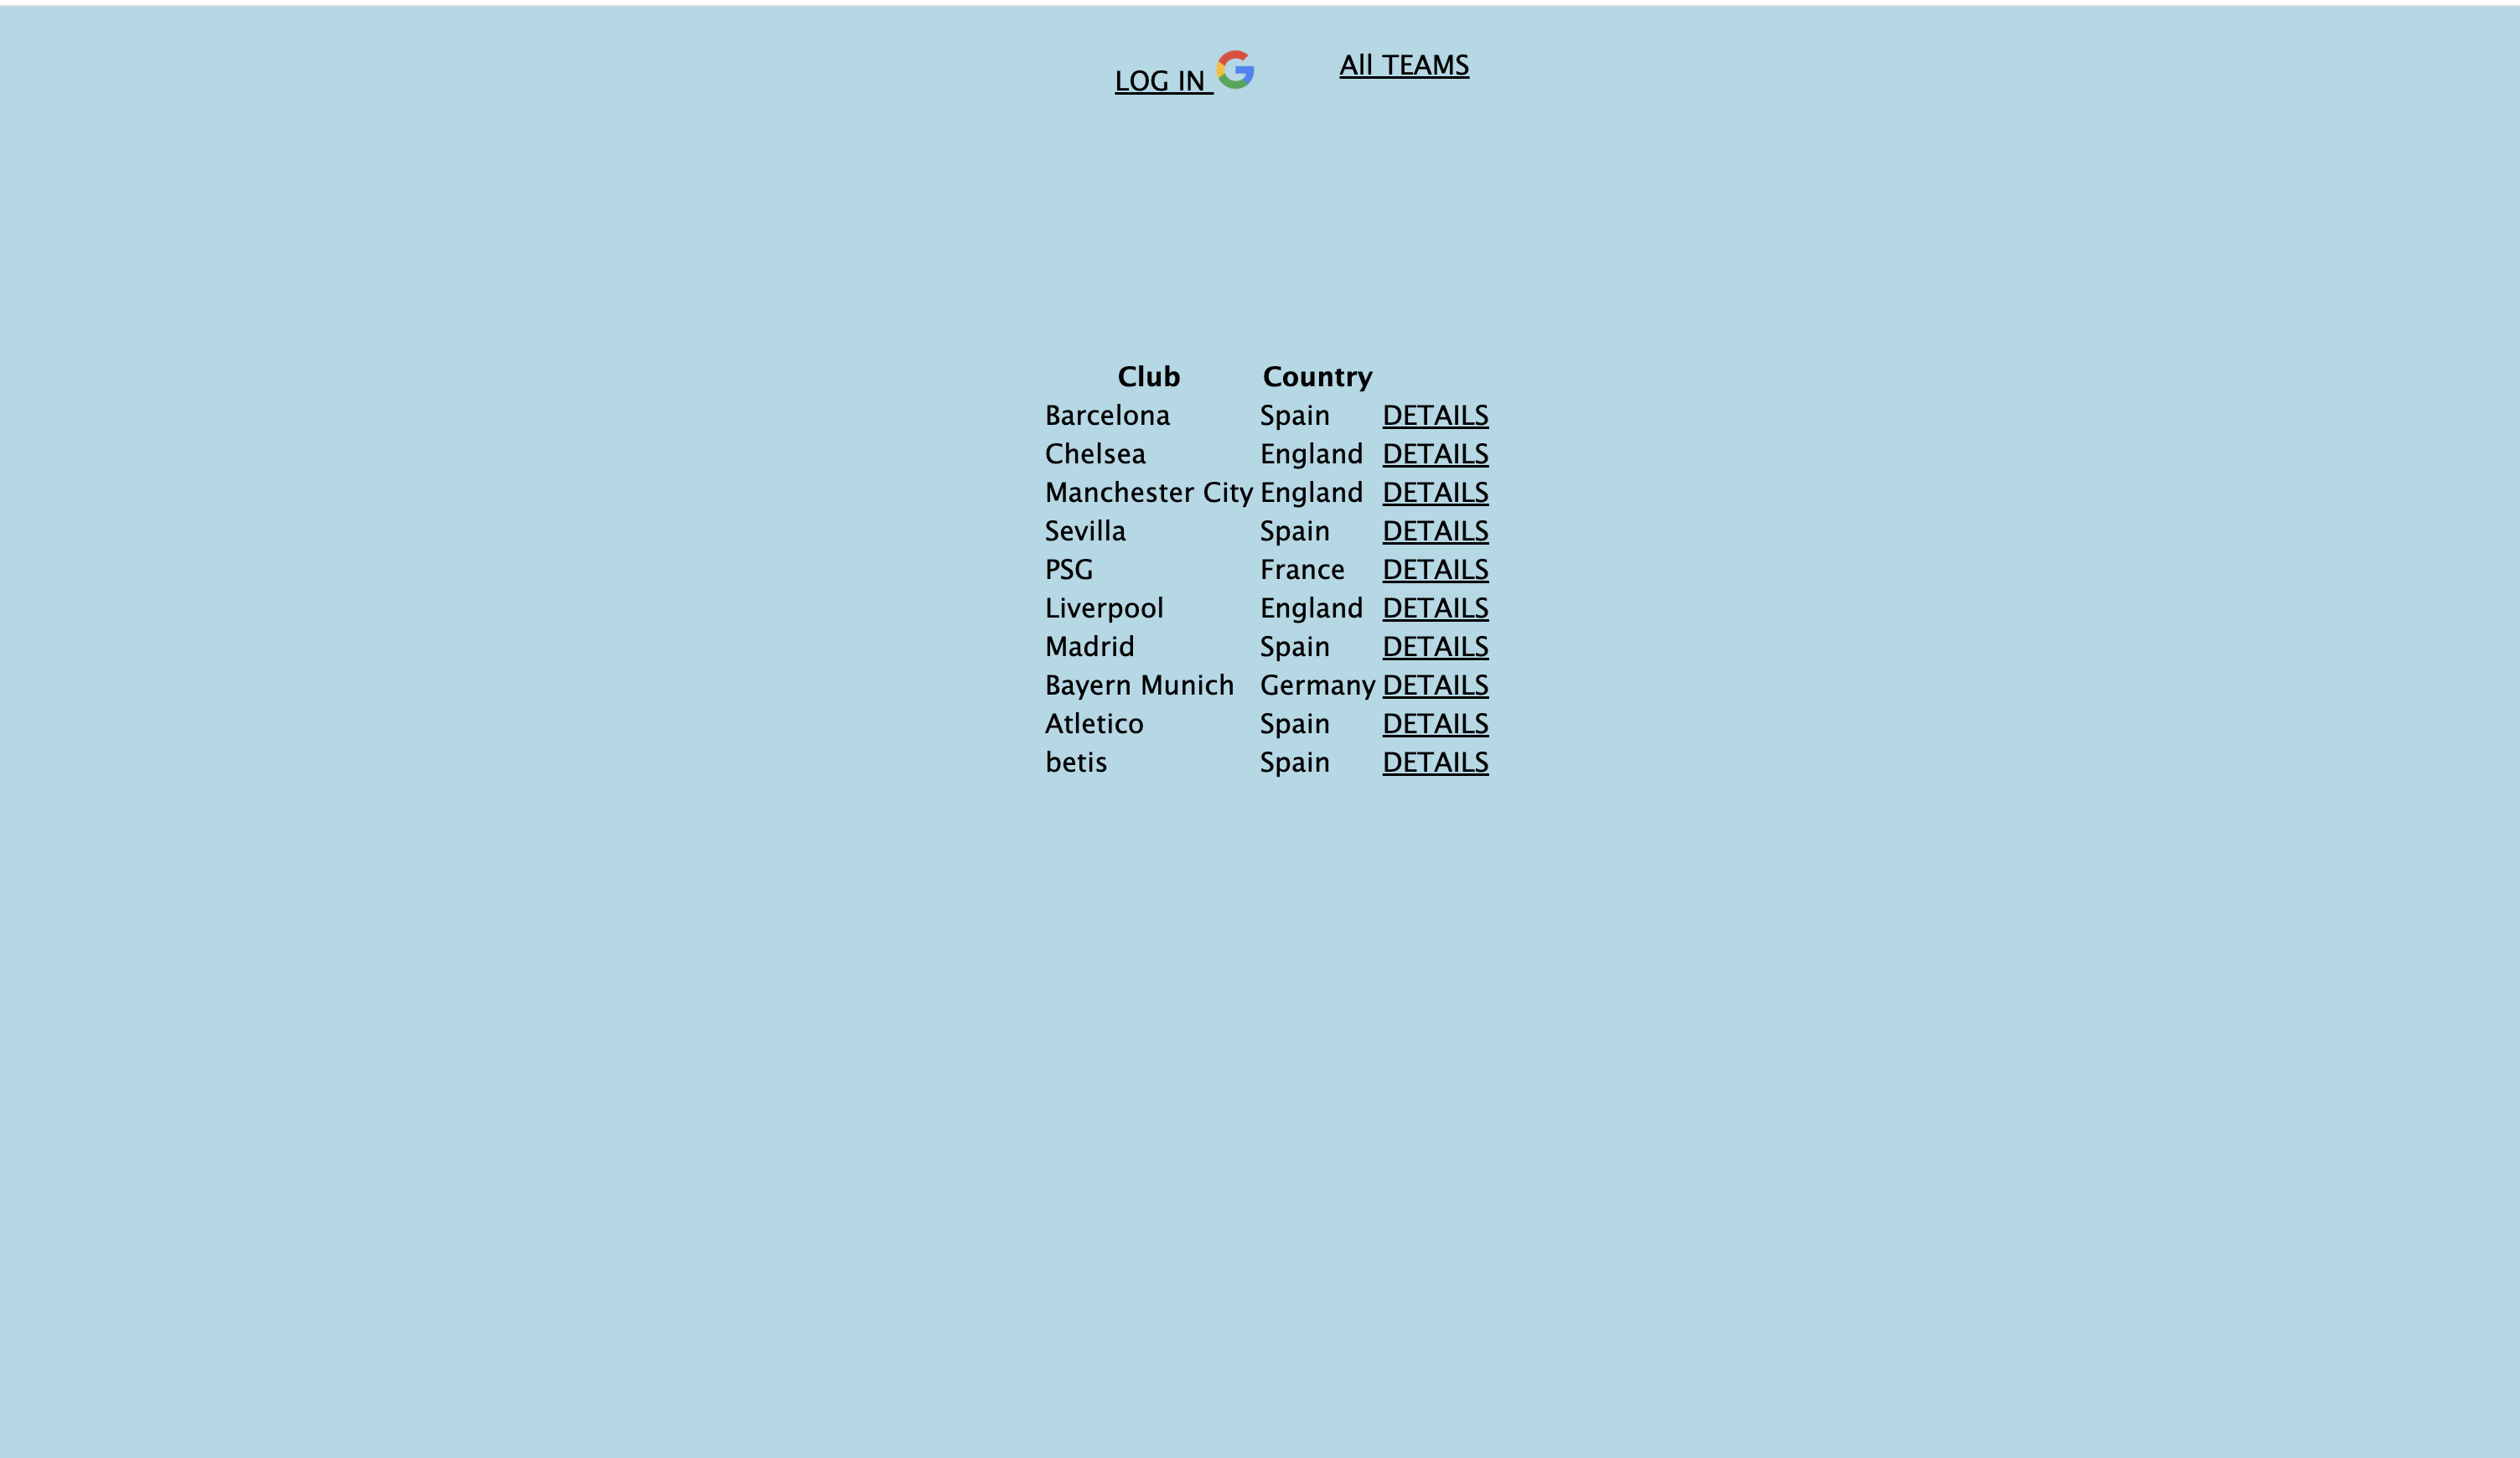 LOG IN
All TEAMS
Club Country
Barcelona Spain DETAILS
Chelsea England DETAILS
Manchester City England DETAILS
Sevilla Spain DETAILS
PSG France DETAILS
Liverpool England DETAILS
Madrid Spain DETAILS
Bayern Munich Germany DETAILS
Atletico Spain DETAILS
betis Spain DETAILS